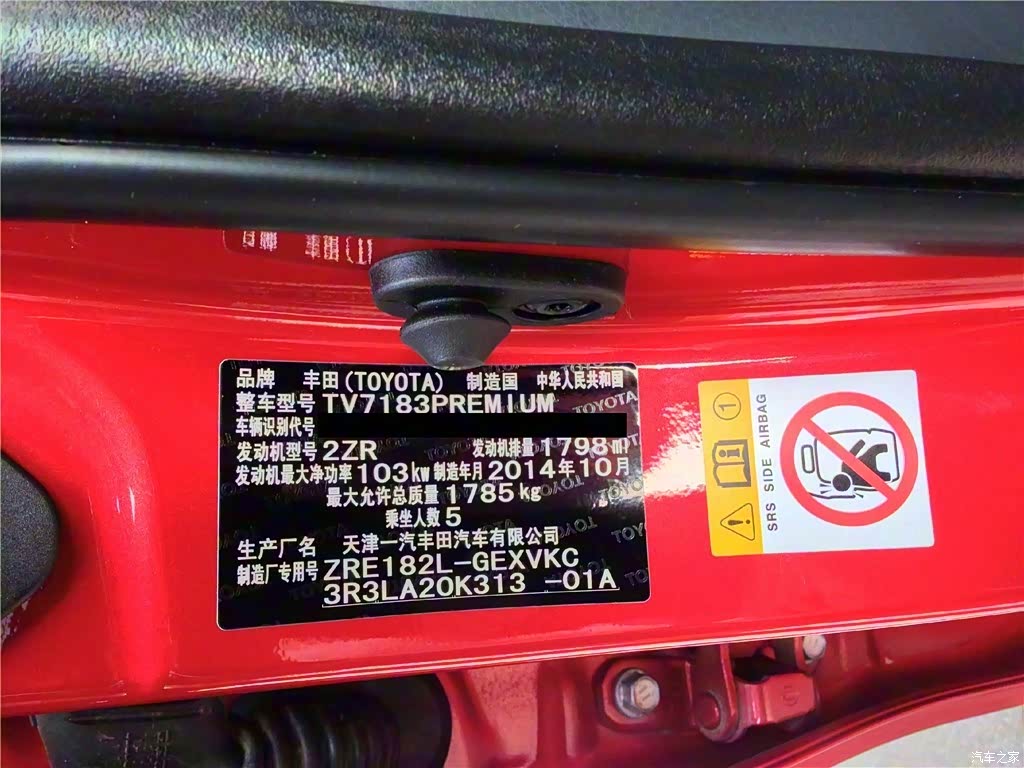 品牌 丰田(TOYOTA) 制造国 中华人民共和国
整车型号 TV7183PREMIUM
车辆识别代号
发动机型号 2ZR 发动机排量 1798ml
发动机最大净功率 103kw 制造年月 2014年10月
最大允许总质量 1785kg
乘坐人数 5
生产厂名 天津一汽丰田汽车有限公司
制造厂专用号 ZRE182L-GEXVKC
3R3LA20K313 -01A
SRS SIDE AIRBAG
1
汽车之家